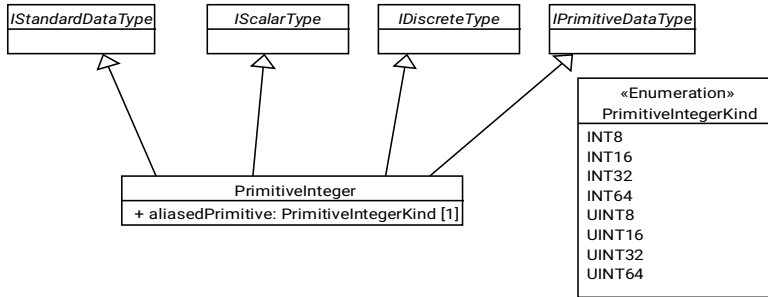 IStandardDataType
IScalarType
IDiscreteType
IPrimitiveDataType
«Enumeration»
PrimitiveIntegerKind
INT8
INT16
INT32
INT64
UINT8
UINT16
UINT32
UINT64
PrimitiveInteger
+ aliasedPrimitive: PrimitiveIntegerKind [1]